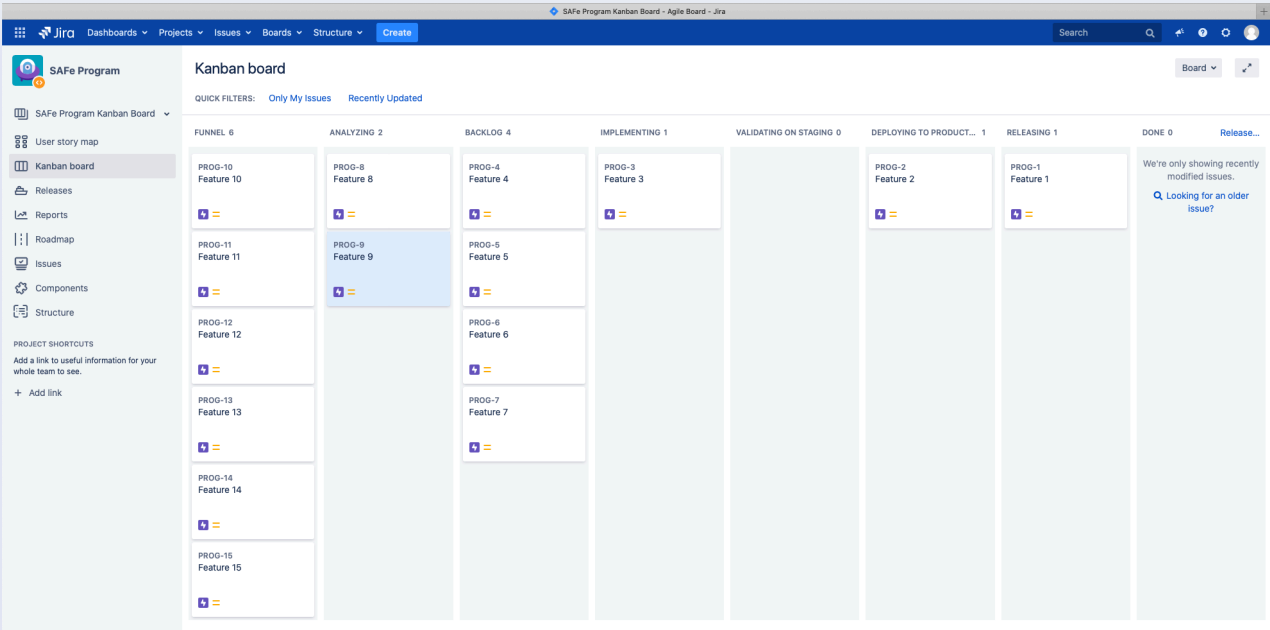 SAFe Program Kanban Board - Agile Board - Jira
Jira Dashboards Projects Issues Boards Structure Create Search
SAFe Program
SAFe Program Kanban Board
User story map
Kanban board
Releases
Reports
Roadmap
Issues
Components
Structure
PROJECT SHORTCUTS
Add a link to useful information for your
whole team to see.
+ Add link
Kanban board
Board
QUICK FILTERS: Only My Issues Recently Updated
FUNNEL 6
PROG-10
Feature 10
PROG-11
Feature 11
PROG-12
Feature 12
PROG-13
Feature 13
PROG-14
Feature 14
PROG-15
Feature 15
ANALYZING 2
PROG-8
Feature 8
PROG-9
Feature 9
BACKLOG 4
PROG-4
Feature 4
PROG-5
Feature 5
PROG-6
Feature 6
PROG-7
Feature 7
IMPLEMENTING 1
PROG-3
Feature 3
VALIDATING ON STAGING 0
DEPLOYING TO PRODUCT... 1
PROG-2
Feature 2
RELEASING 1
PROG-1
Feature 1
DONE 0 Release...
We're only showing recently
modified issues.
Looking for an older
issue?